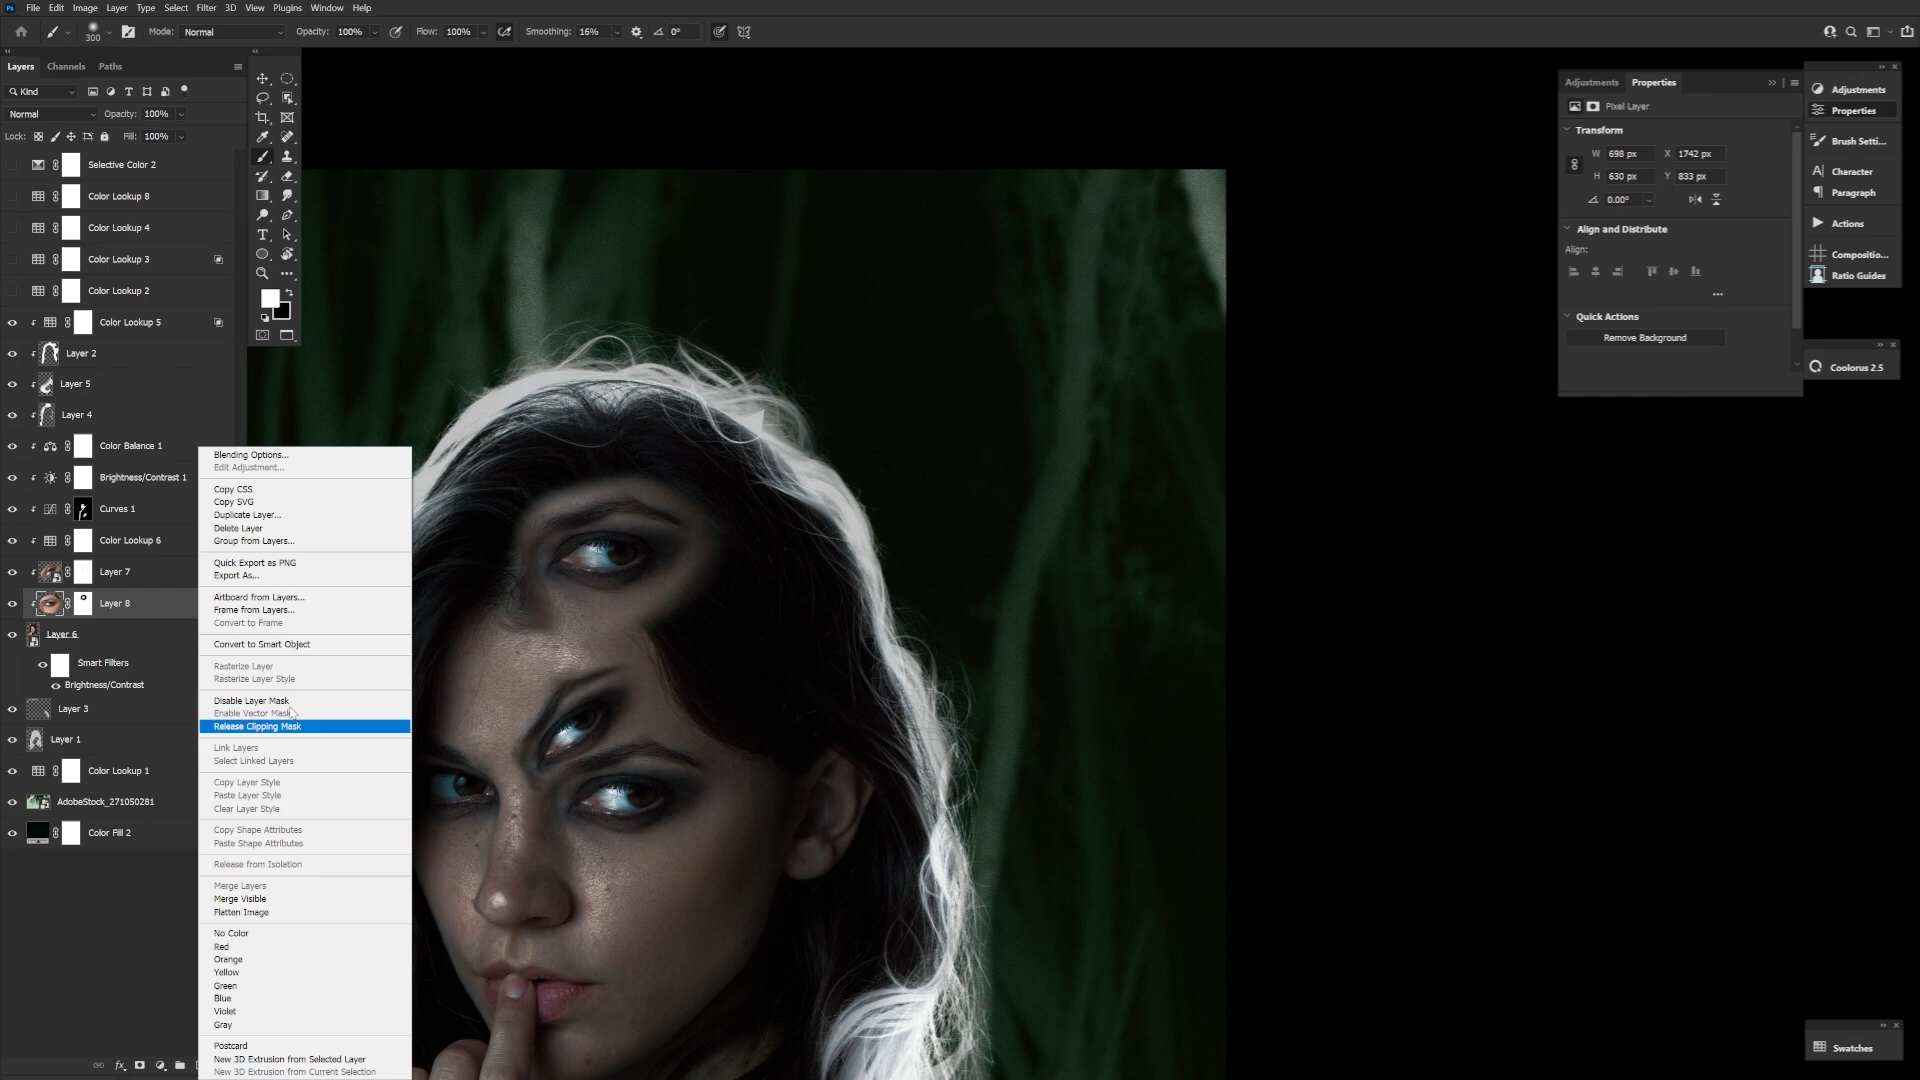 Ps File Edit Image Layer Type Select Filter 3D View Plugins Window Help
300 Mode: Normal Opacity: 100% Flow: 100% Smoothing: 16% 0°
Layers Channels Paths
Kind
Normal Opacity: 100%
Lock: Fill: 100%
Selective Color 2
Color Lookup 8
Color Lookup 4
Color Lookup 3
Color Lookup 2
Color Lookup 5
Layer 2
Layer 5
Layer 4
Color Balance 1
Brightness/Contrast 1
Curves 1
Color Lookup 6
Layer 7
Layer 8
Layer 6
Smart Filters
Brightness/Contrast
Layer 3
Layer 1
Color Lookup 1
AdobeStock_271050281
Color Fill 2
fx
Blending Options...
Edit Adjustment...
Copy CSS
Copy SVG
Duplicate Layer...
Delete Layer
Group from Layers...
Quick Export as PNG
Export As...
Artboard from Layers...
Frame from Layers...
Convert to Frame
Convert to Smart Object
Rasterize Layer
Rasterize Layer Style
Disable Layer Mask
Enable Vector Mask
Release Clipping Mask
Link Layers
Select Linked Layers
Copy Layer Style
Paste Layer Style
Clear Layer Style
Copy Shape Attributes
Paste Shape Attributes
Release from Isolation
Merge Layers
Merge Visible
Flatten Image
No Color
Red
Orange
Yellow
Green
Blue
Violet
Gray
Postcard
New 3D Extrusion from Selected Layer
New 3D Extrusion from Current Selection
Adjustments Properties
Pixel Layer
Transform
W 698 px X 1742 px
H 630 px Y 833 px
0.00°
Align and Distribute
Align:
Quick Actions
Remove Background
Adjustments
Properties
Brush Setti...
Character
Paragraph
Actions
Compositio...
Ratio Guides
Coolorus 2.5
Swatches